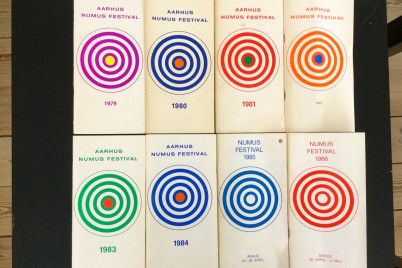 AARHUS
NUMUS FESTIVAL
1979
AARHUS
NUMUS FESTIVAL
1980
AARHUS
NUMUS FESTIVAL
1981
AARHUS
NUMUS FESTIVAL
AARHUS
NUMUS FESTIVAL
1983
AARHUS
NUMUS FESTIVAL
1984
NUMUS
FESTIVAL
1985
NUMUS
FESTIVAL
1986